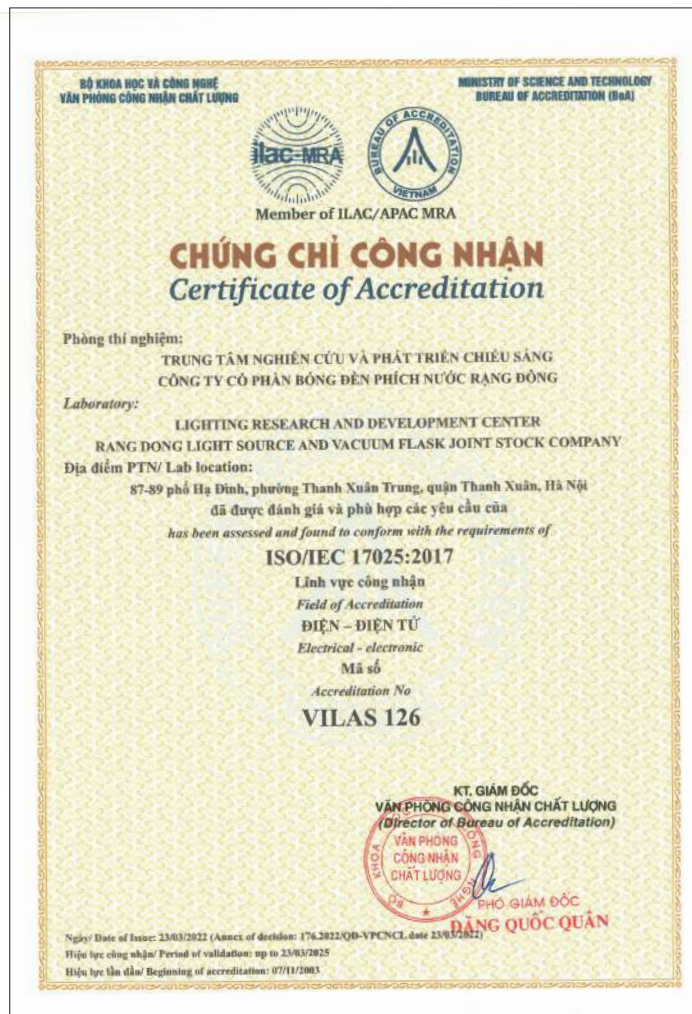 BỘ KHOA HỌC VÀ CÔNG NGHỆ
VĂN PHÒNG CÔNG NHẬN CHẤT LƯỢNG
MINISTRY OF SCIENCE AND TECHNOLOGY
BUREAU OF ACCREDITATION (BoA)
ilac-MRA
BUREAU OF ACCREDITATION
VIETNAM
Member of ILAC/APAC MRA
CHỨNG CHỈ CÔNG NHẬN
Certificate of Accreditation
Phòng thí nghiệm:
TRUNG TÂM NGHIÊN CỨU VÀ PHÁT TRIỂN CHIẾU SÁNG
CÔNG TY CỔ PHẦN BÓNG ĐÈN PHÍCH NƯỚC RẠNG ĐÔNG
Laboratory:
LIGHTING RESEARCH AND DEVELOPMENT CENTER
RANG DONG LIGHT SOURCE AND VACUUM FLASK JOINT STOCK COMPANY
Địa điểm PTN/ Lab location:
87-89 phố Hạ Đình, phường Thanh Xuân Trung, quận Thanh Xuân, Hà Nội
đã được đánh giá và phù hợp các yêu cầu của
has been assessed and found to conform with the requirements of
ISO/IEC 17025:2017
Lĩnh vực công nhận
Field of Accreditation
ĐIỆN – ĐIỆN TỬ
Electrical - electronic
Mã số
Accreditation No
VILAS 126
KT. GIÁM ĐỐC
VĂN PHÒNG CÔNG NHẬN CHẤT LƯỢNG
(Director of Bureau of Accreditation)
BỘ KHOA HỌC VÀ CÔNG NGHỆ
VĂN PHÒNG
CÔNG NHẬN
CHẤT LƯỢNG
PHÓ GIÁM ĐỐC
ĐẶNG QUỐC QUÂN
Ngày/ Date of Issue: 23/03/2022 (Annex of decision: 176.2022/QĐ-VPCNCL date 23/03/2022)
Hiệu lực công nhận/ Period of validation: up to 23/03/2025
Hiệu lực lần đầu/ Beginning of accreditation: 07/11/2003